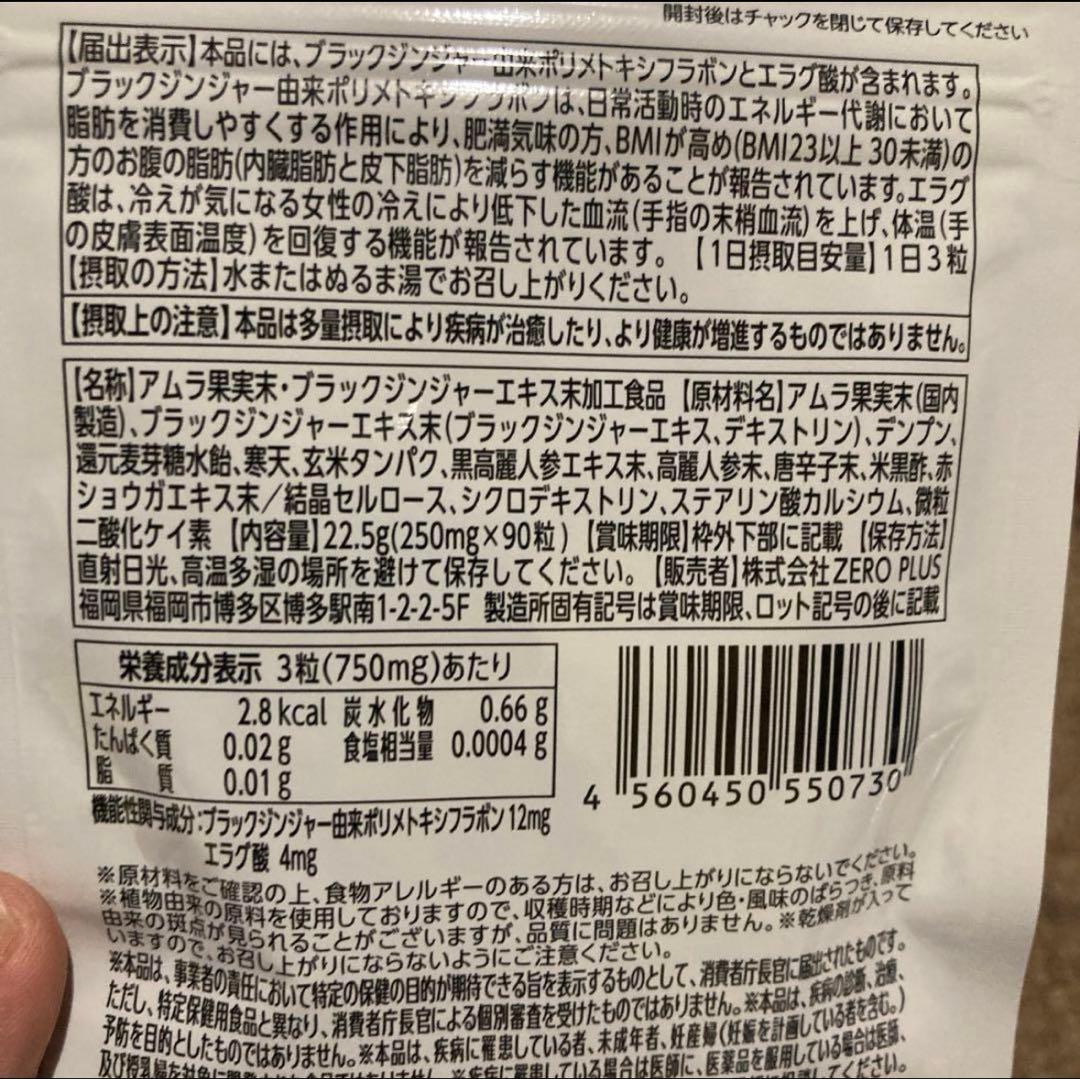 開封後はチャックを閉じて保存してください
【届出表示】本品には、ブラックジンジャー由来ポリメトキシフラボンとエラグ酸が含まれます。
ブラックジンジャー由来ポリメトキシフラボンは、日常活動時のエネルギー代謝において
脂肪を消費しやすくする作用により、肥満気味の方、BMIが高め(BMI23以上30未満)の
方のお腹の脂肪(内臓脂肪と皮下脂肪)を減らす機能があることが報告されています。エラグ
酸は、冷えが気になる女性の冷えにより低下した血流(手指の末梢血流)を上げ、体温(手
の皮膚表面温度)を回復する機能が報告されています。【1日摂取目安量】1日3粒
【摂取の方法】水またはぬるま湯でお召し上がりください。
【摂取上の注意】本品は多量摂取により疾病が治癒したり、より健康が増進するものではありません。
【名称】アムラ果実末・ブラックジンジャーエキス末加工食品 【原材料名】アムラ果実末(国内
製造)、ブラックジンジャーエキス末(ブラックジンジャーエキス、デキストリン)、デンプン、
還元麦芽糖水飴、寒天、玄米タンパク、黒高麗人参エキス末、高麗人参末、唐辛子末、米黒酢、赤
ショウガエキス末／結晶セルロース、シクロデキストリン、ステアリン酸カルシウム、微粒
二酸化ケイ素 【内容量】22.5g(250mg×90粒) 【賞味期限】枠外下部に記載 【保存方法】
直射日光、高温多湿の場所を避けて保存してください。【販売者】株式会社ZERO PLUS
福岡県福岡市博多区博多駅南1-2-2-5F 製造所固有記号は賞味期限、ロット記号の後に記載
栄養成分表示 3粒(750mg)あたり
エネルギー 2.8kcal 炭水化物 0.66g
たんぱく質 0.02g 食塩相当量 0.0004g
脂質 0.01g
4 560450 550730
機能性関与成分:ブラックジンジャー由来ポリメトキシフラボン12mg
エラグ酸 4mg
※原材料をご確認の上、食物アレルギーのある方は、お召し上がりにならないでください。
※植物由来の原料を使用しておりますので、収穫時期などにより色・風味のばらつき、原料
由来の斑点が見られることがございますが、品質に問題はありません。※乾燥剤が入って
いますので、お召し上がりにならないようにご注意ください。
※本品は、事業者の責任において特定の保健の目的が期待できる旨を表示するものとして、消費者庁長官に届出されたものです。
ただし、特定保健用食品と異なり、消費者庁長官による個別審査を受けたものではありません。※本品は、疾病の診断、治療、
予防を目的としたものではありません。※本品は、疾病に罹患している者、未成年者、妊産婦(妊娠を計画している者を含む。)
※疾病に罹患している場合は医師に、医薬品を服用している場合は医師、